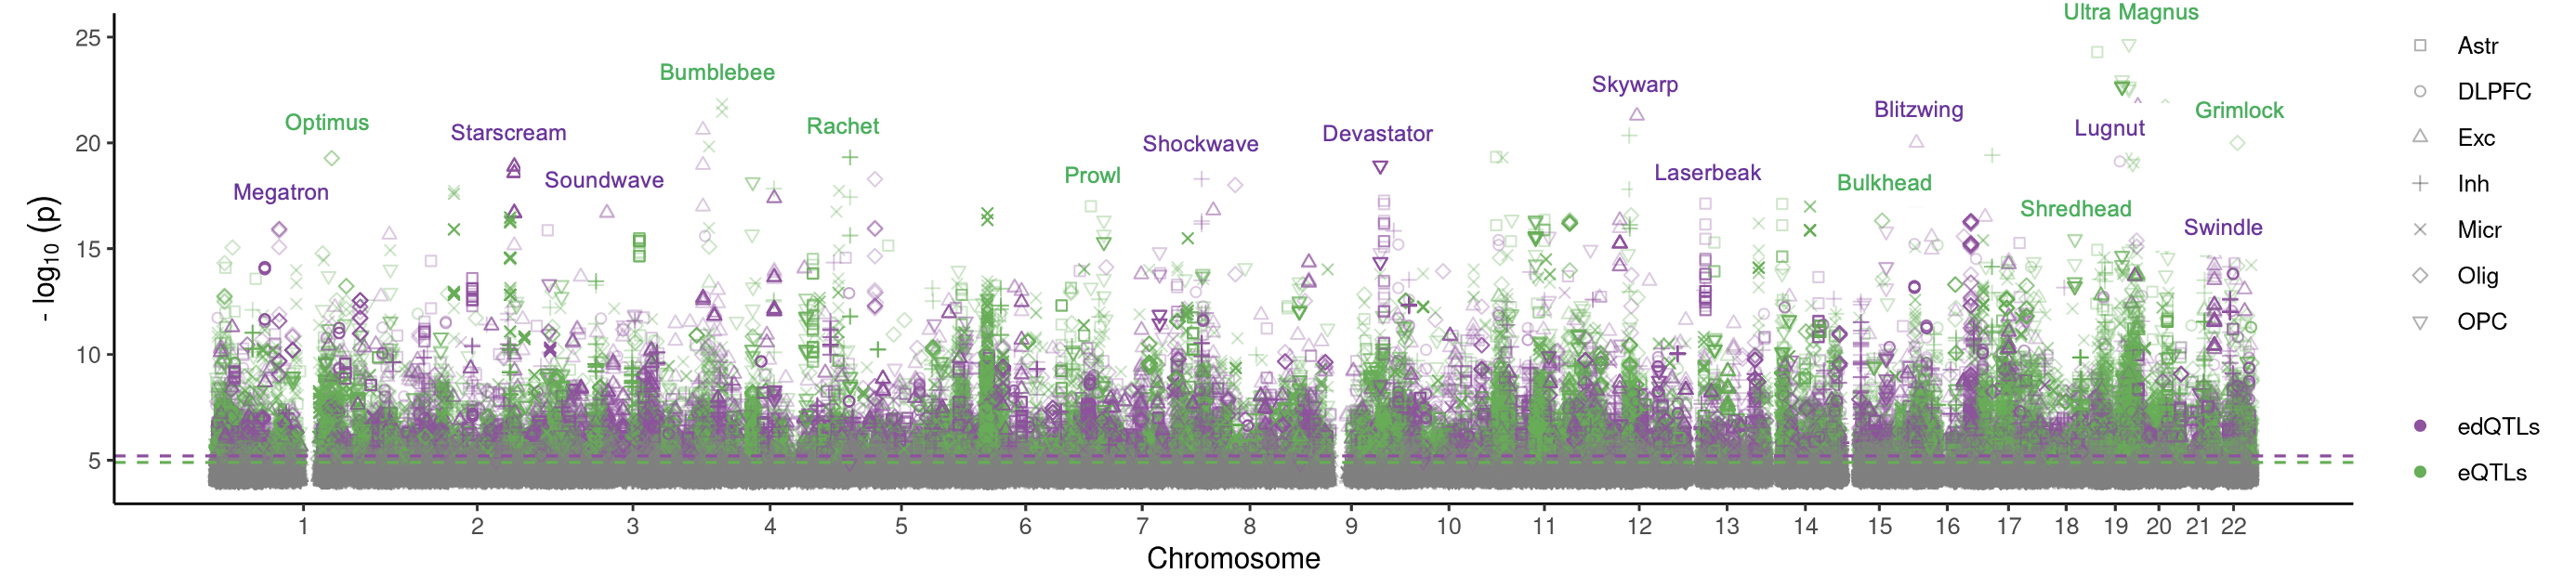 Ultra Magnus
25
Astr
Bumblebee
Skywarp
DLPFC
Optimus
Rachet
Blitzwing
Grimlock
Starscream
Shockwave
Devastator
Lugnut
Exc
20
Megatron
Soundwave
Prowl
Laserbeak
Bulkhead
Inh
Shredhead
Swindle
Micr
15
Olig
OPC
10
edQTLs
5
eQTLs
- log10 (p)
1 2 3 4 5 6 7 8 9 10 11 12 13 14 15 16 17 18 19 20 21 22
Chromosome